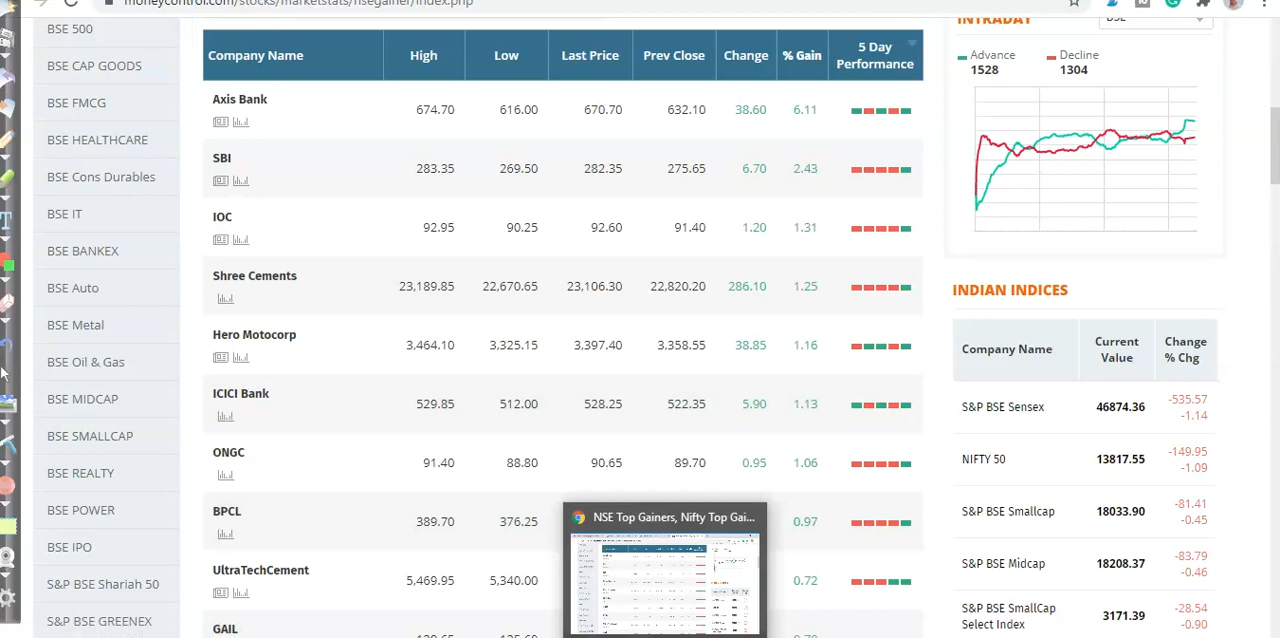 moneycontrol.com/stocks/marketstats/nsegainer/index.php
BSE 500
BSE CAP GOODS
BSE FMCG
BSE HEALTHCARE
BSE Cons Durables
BSE IT
BSE BANKEX
BSE Auto
BSE Metal
BSE Oil & Gas
BSE MIDCAP
BSE SMALLCAP
BSE REALTY
BSE POWER
BSE IPO
S&P BSE Shariah 50
S&P BSE GREENEX
Company Name High Low Last Price Prev Close Change % Gain 5 Day Performance
Axis Bank 674.70 616.00 670.70 632.10 38.60 6.11
SBI 283.35 269.50 282.35 275.65 6.70 2.43
IOC 92.95 90.25 92.60 91.40 1.20 1.31
Shree Cements 23,189.85 22,670.65 23,106.30 22,820.20 286.10 1.25
Hero Motocorp 3,464.10 3,325.15 3,397.40 3,358.55 38.85 1.16
ICICI Bank 529.85 512.00 528.25 522.35 5.90 1.13
ONGC 91.40 88.80 90.65 89.70 0.95 1.06
BPCL 389.70 376.25 0.97
UltraTechcement 5,409.95 5,340.00 0.72
GAIL
NSE Top Gainers, Nifty Top Gai...
INTRADAY BSE
Advance Decline
1528 1304
INDIAN INDICES
Company Name Current Value Change % Chg
S&P BSE Sensex 46874.36 -535.57 -1.14
NIFTY 50 13817.55 -149.95 -1.09
S&P BSE Smallcap 18033.90 -81.41 -0.45
S&P BSE Midcap 18208.37 -83.79 -0.46
S&P BSE SmallCap Select Index 3171.39 -28.54 -0.90